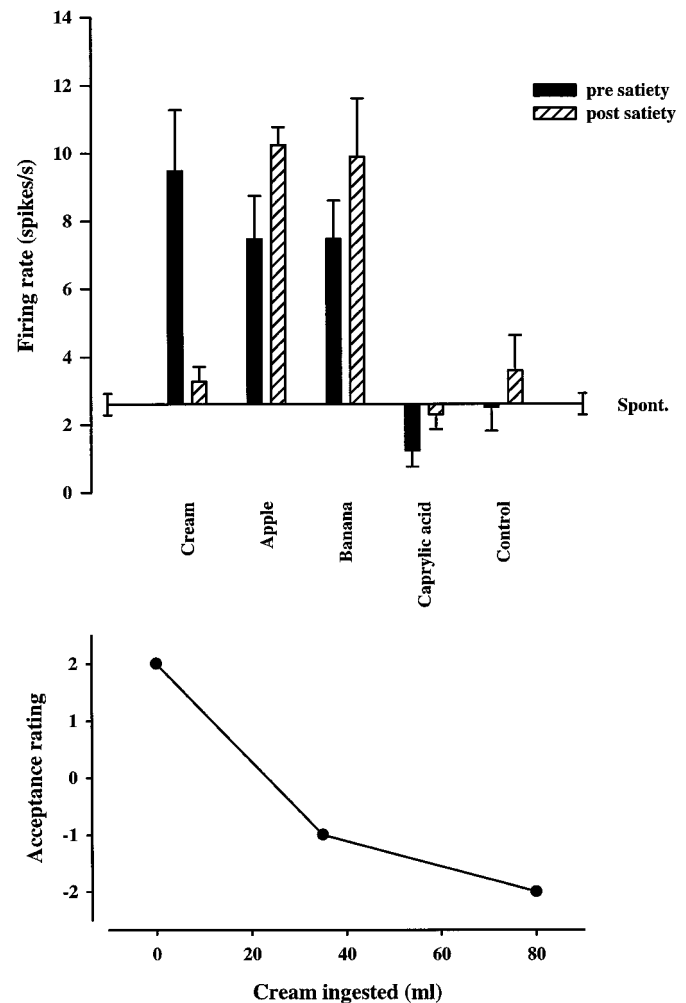 14
12
10
8
6
4
2
0
Firing rate (spikes/s)
pre satiety
post satiety
Spont.
Cream
Apple
Banana
Caprylic acid
Control
2
1
0
-1
-2
Acceptance rating
0 20 40 60 80
Cream ingested (ml)